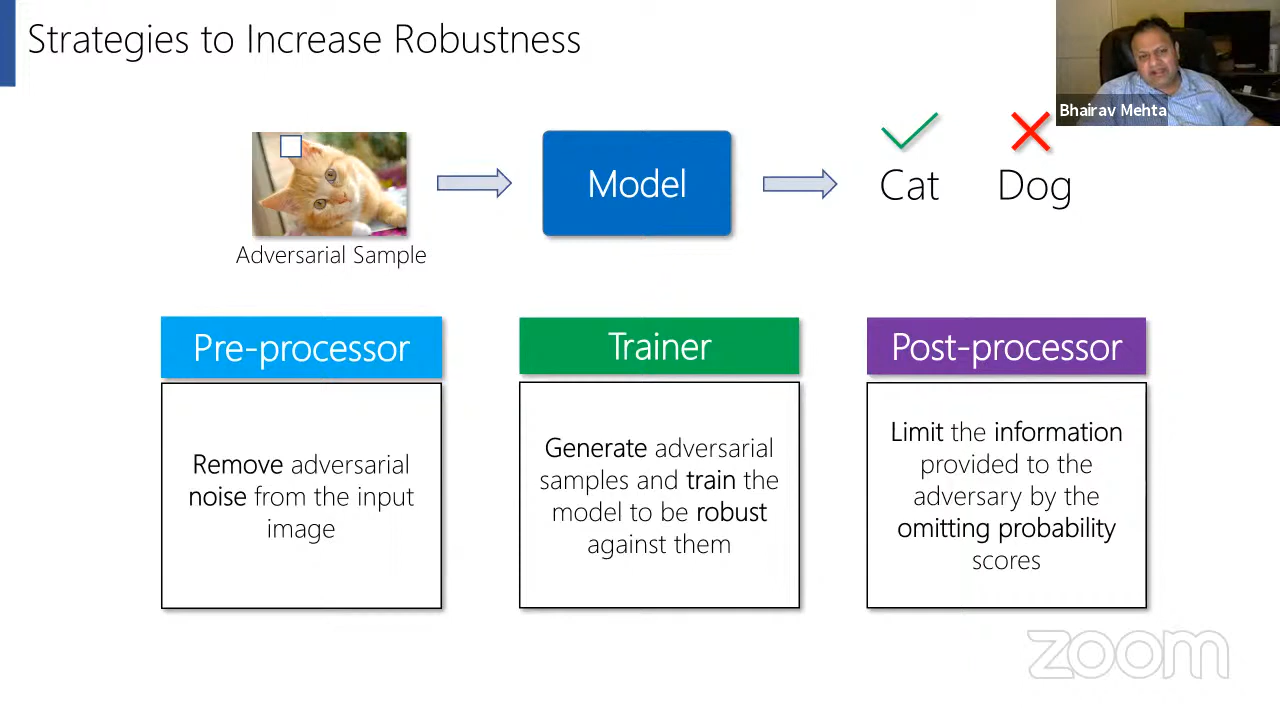 Strategies to Increase Robustness
Bhairav Mehta
Model
Cat
Dog
Adversarial Sample
Pre-processor
Remove adversarial
noise from the input
image
Trainer
Generate adversarial
samples and train the
model to be robust
against them
Post-processor
Limit the information
provided to the
adversary by the
omitting probability
scores
zoom